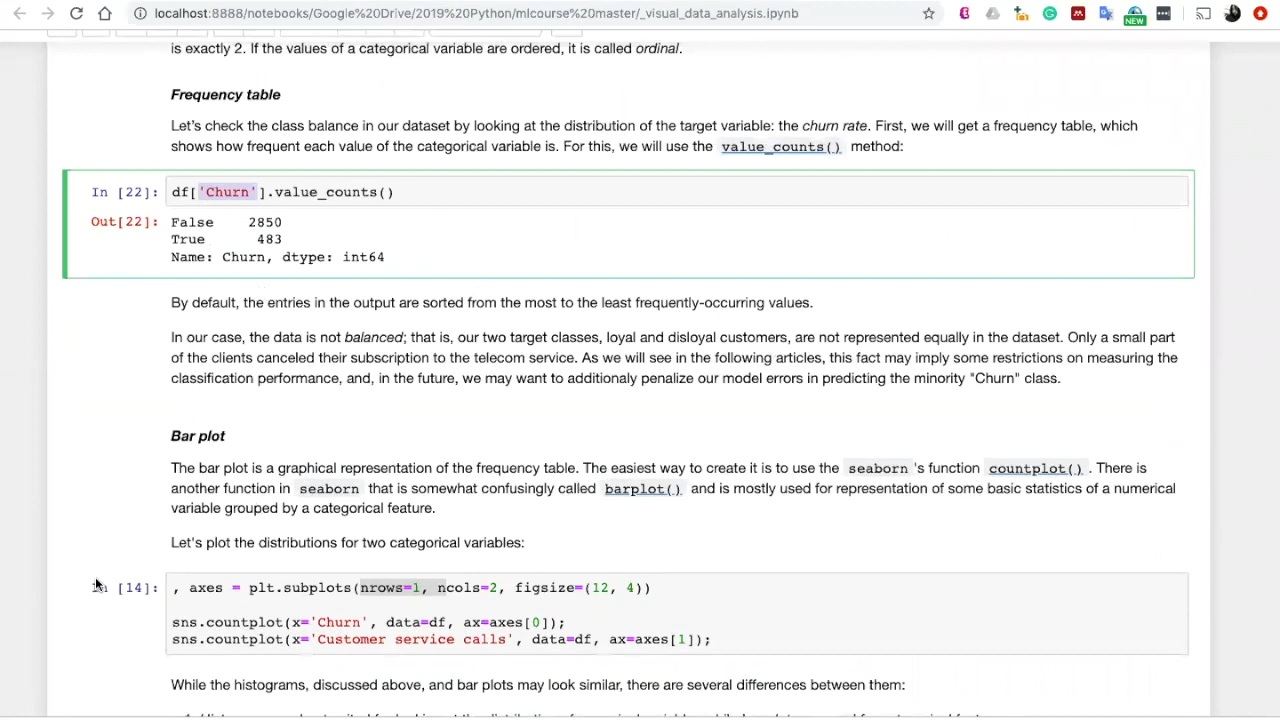 localhost:8888/notebooks/Google%20Drive/2019%20Python/mlcourse%20master/_visual_data_analysis.ipynb
NEW
is exactly 2. If the values of a categorical variable are ordered, it is called ordinal.
Frequency table
Let's check the class balance in our dataset by looking at the distribution of the target variable: the churn rate. First, we will get a frequency table, which
shows how frequent each value of the categorical variable is. For this, we will use the value_counts() method:
In [22]: df['Churn'].value_counts()
Out[22]: False 2850
True 483
Name: Churn, dtype: int64
By default, the entries in the output are sorted from the most to the least frequently-occurring values.
In our case, the data is not balanced; that is, our two target classes, loyal and disloyal customers, are not represented equally in the dataset. Only a small part
of the clients canceled their subscription to the telecom service. As we will see in the following articles, this fact may imply some restrictions on measuring the
classification performance, and, in the future, we may want to additionaly penalize our model errors in predicting the minority "Churn" class.
Bar plot
The bar plot is a graphical representation of the frequency table. The easiest way to create it is to use the seaborn 's function countplot() . There is
another function in seaborn that is somewhat confusingly called barplot() and is mostly used for representation of some basic statistics of a numerical
variable grouped by a categorical feature.
Let's plot the distributions for two categorical variables:
[14]: , axes = plt.subplots(nrows=1, ncols=2, figsize=(12, 4))
sns.countplot(x='Churn', data=df, ax=axes[0]);
sns.countplot(x='Customer service calls', data=df, ax=axes[1]);
While the histograms, discussed above, and bar plots may look similar, there are several differences between them: